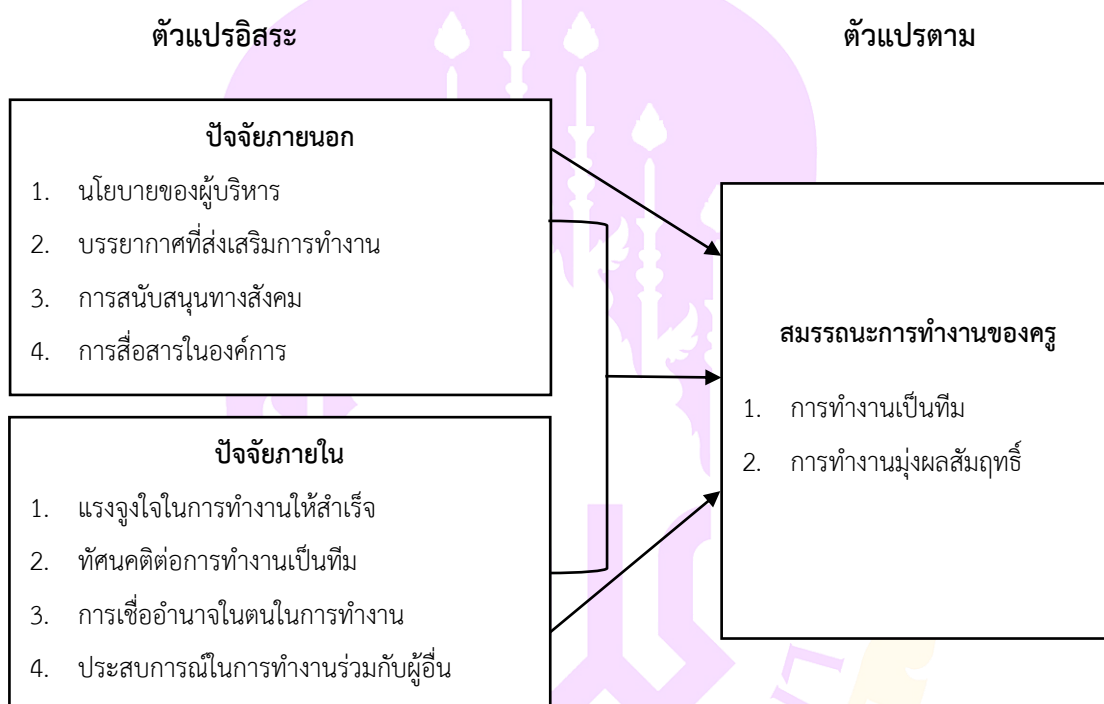 ตัวแปรอิสระ
ตัวแปรตาม
ปัจจัยภายนอก
1. นโยบายของผู้บริหาร
2. บรรยากาศที่ส่งเสริมการทำงาน
3. การสนับสนุนทางสังคม
4. การสื่อสารในองค์การ
ปัจจัยภายใน
1. แรงจูงใจในการทำงานให้สำเร็จ
2. ทัศนคติต่อการทำงานเป็นทีม
3. การเชื่ออำนาจในตนในการทำงาน
4. ประสบการณ์ในการทำงานร่วมกับผู้อื่น
สมรรถนะการทำงานของครู
1. การทำงานเป็นทีม
2. การทำงานมุ่งผลสัมฤทธิ์